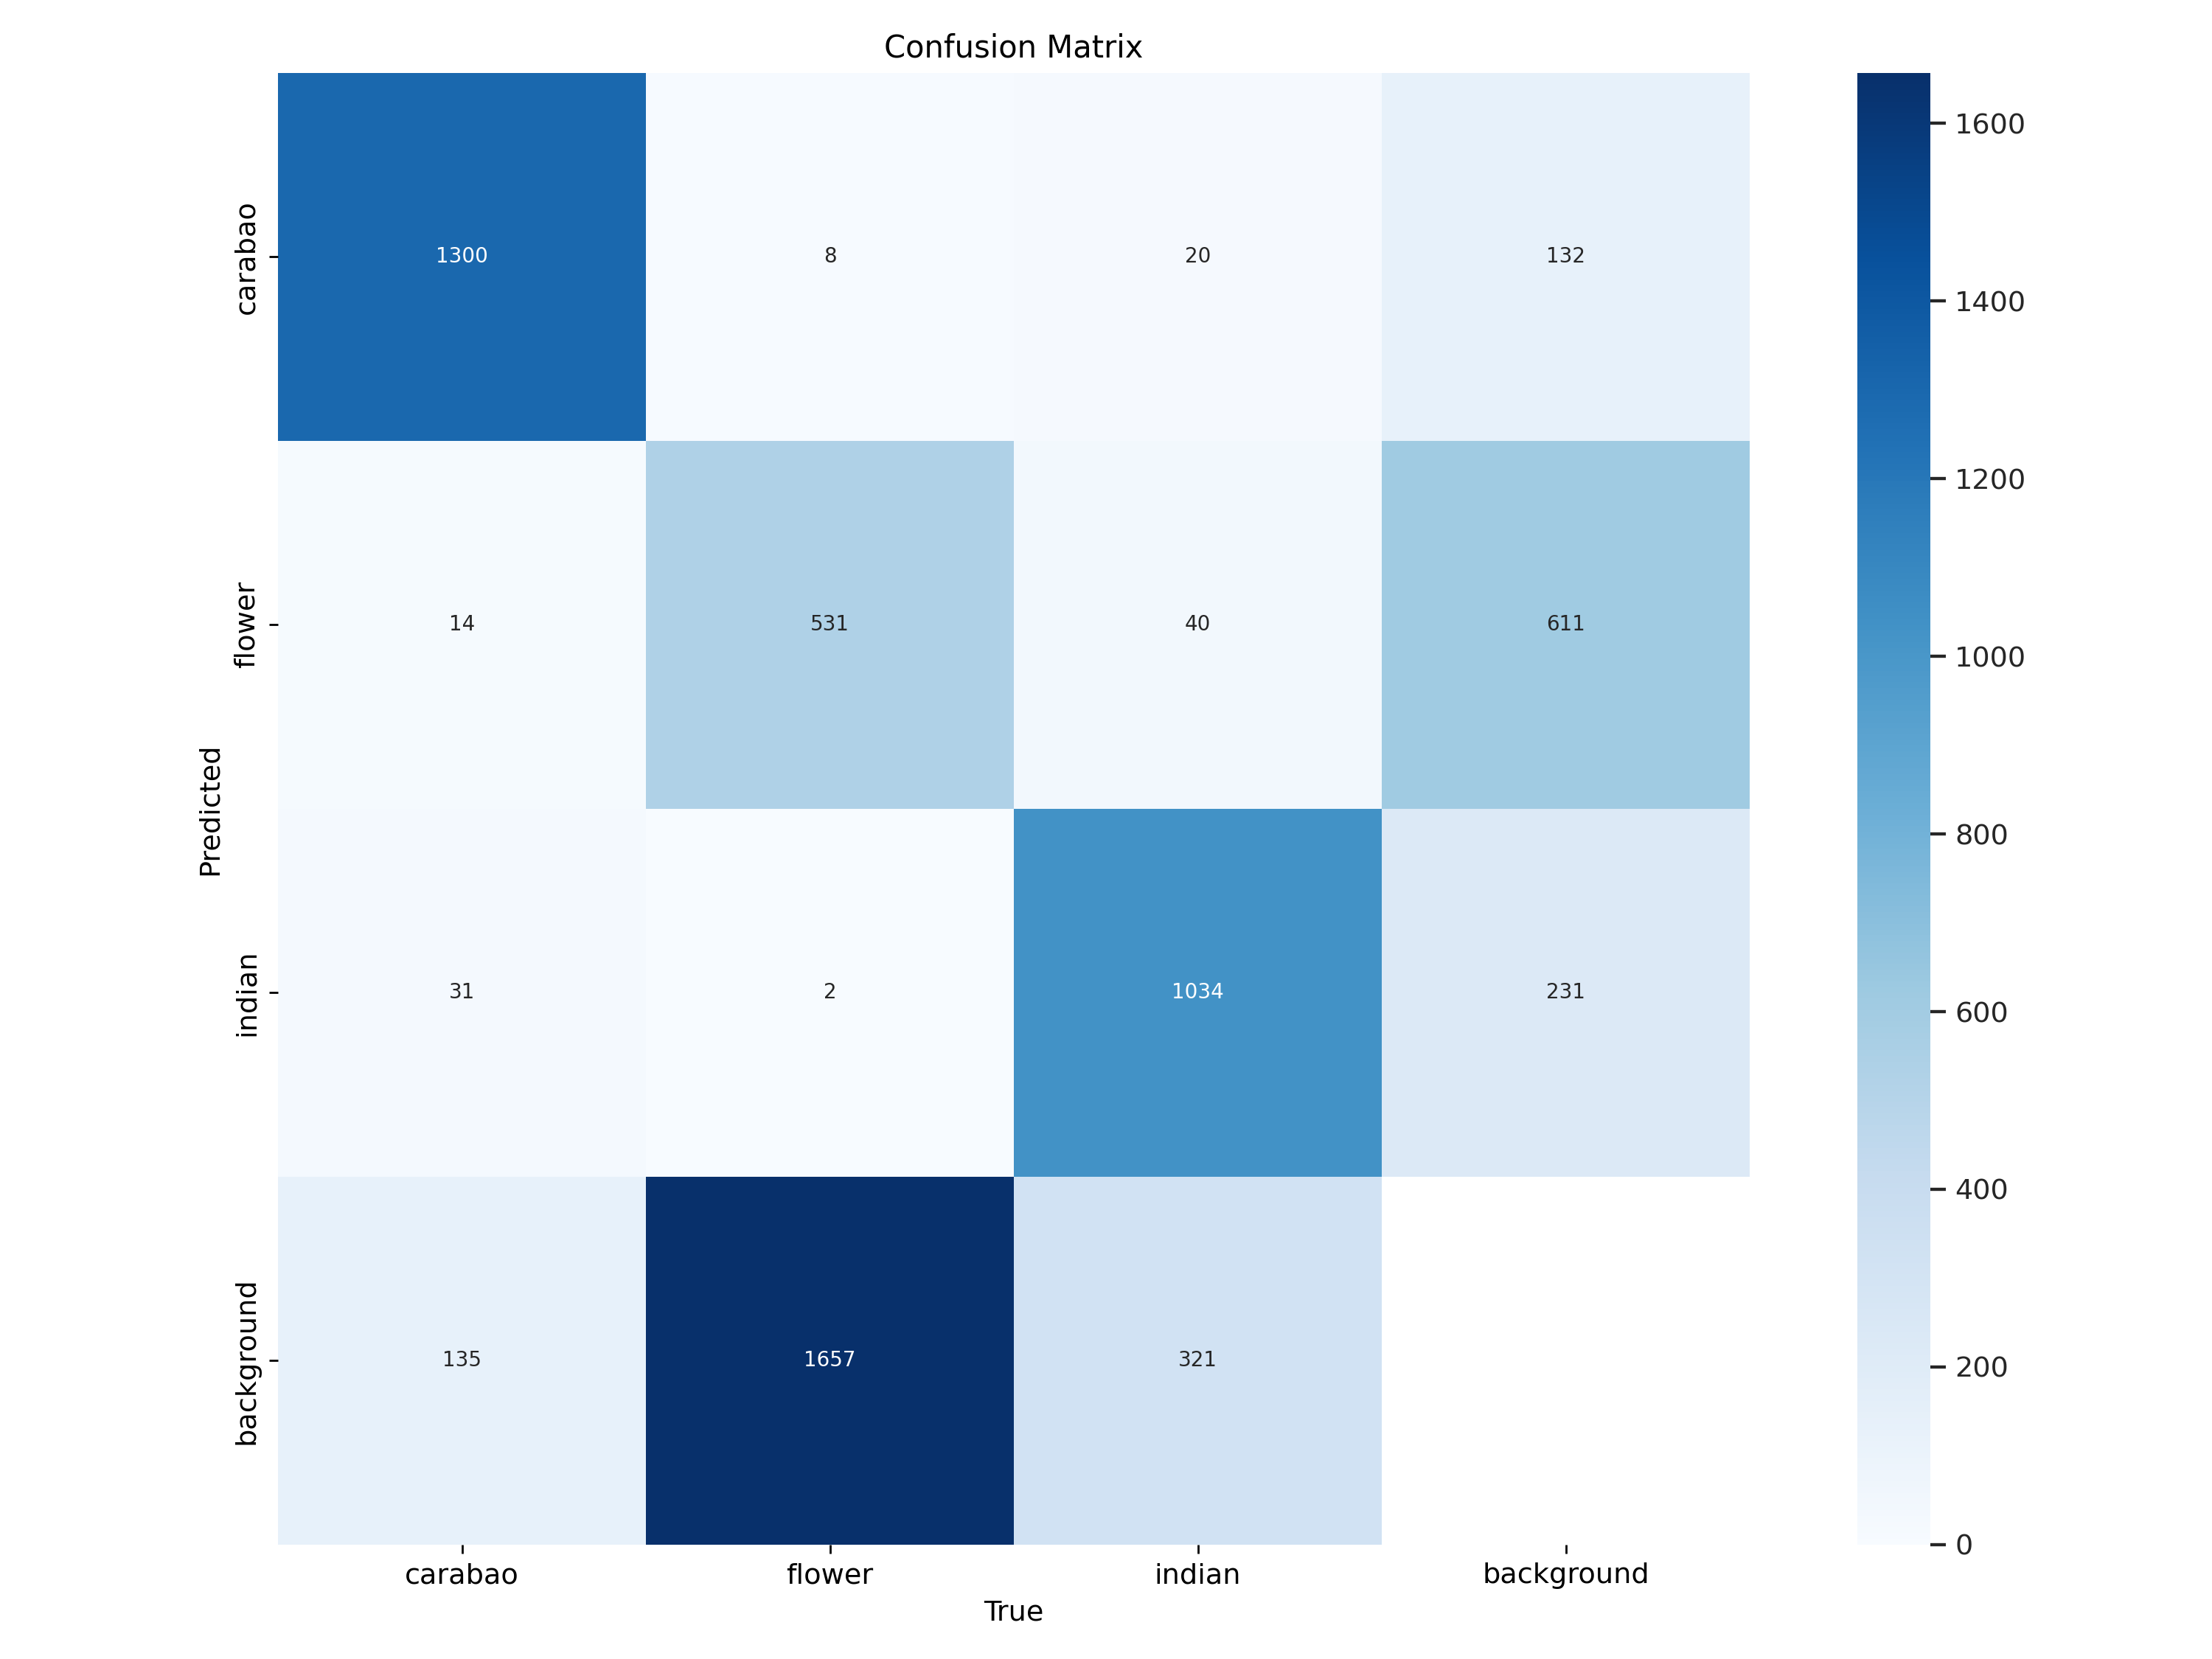 Confusion Matrix
carabao
1300
8
20
132
flower
14
531
40
611
indian
31
2
1034
231
background
135
1657
321
Predicted
carabao
flower
indian
background
True
1600
1400
1200
1000
800
600
400
200
0